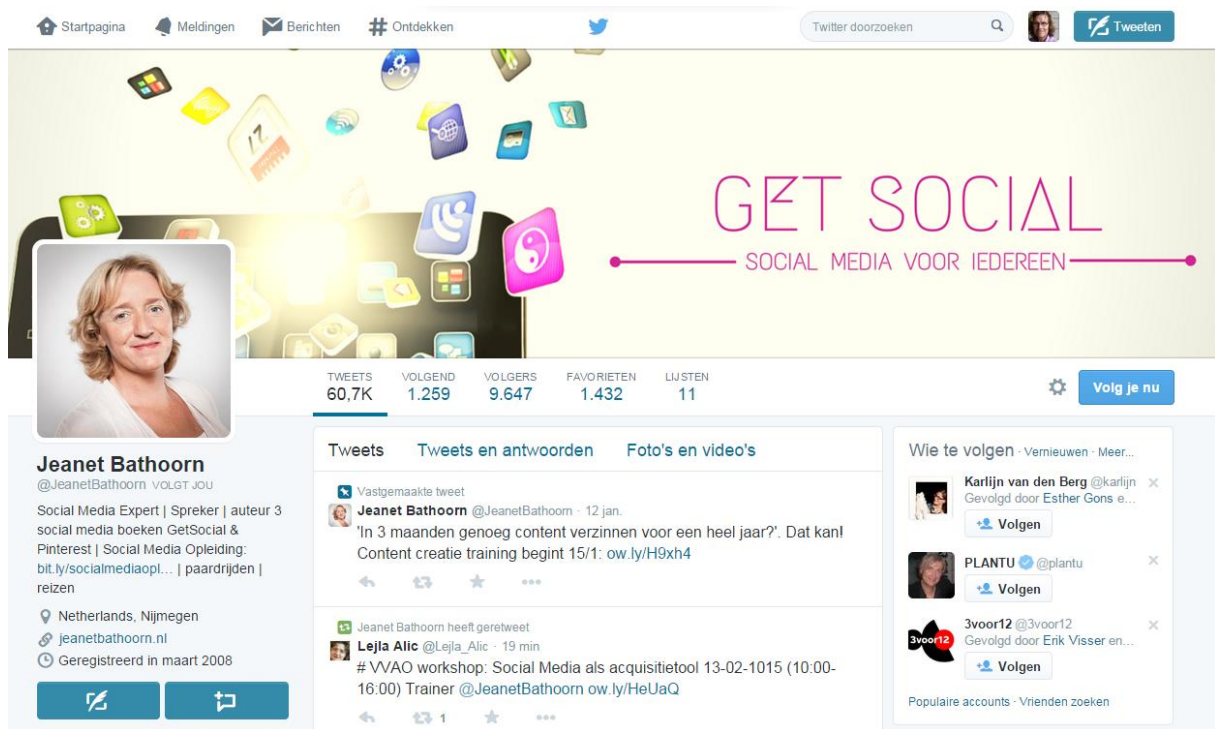 Startpagina Meldingen Berichten Ontdekken Twitter doorzoeken Tweeten
GET SOCIAL
SOCIAL MEDIA VOOR IEDEREEN
TWEETS VOLGEND VOLGERS FAVORIETEN LIJSTEN
60,7K 1.259 9.647 1.432 11
Volg je nu
Jeanet Bathoorn
@JeanetBathoorn VOLGT JOU
Social Media Expert | Spreker | auteur 3
social media boeken GetSocial &
Pinterest | Social Media Opleiding:
bit.ly/socialmediaopl… | paardrijden |
reizen
Netherlands, Nijmegen
jeanetbathoorn.nl
Geregistreerd in maart 2008
Tweets Tweets en antwoorden Foto's en video's
Vastgemaakte tweet
Jeanet Bathoorn @JeanetBathoorn · 12 jan.
'In 3 maanden genoeg content verzinnen voor een heel jaar?'. Dat kan!
Content creatie training begint 15/1: ow.ly/H9xh4
Jeanet Bathoorn heeft geretweet
Lejla Alic @Lejla_Alic · 19 min
# VVAO workshop: Social Media als acquisitietool 13-02-1015 (10:00-
16:00) Trainer @JeanetBathoorn ow.ly/HeUaQ
1
Wie te volgen · Vernieuwen · Meer...
Karlijn van den Berg @karlijn
Gevolgd door Esther Gons e...
Volgen
PLANTU @plantu
Volgen
3voor12 @3voor12
3voor12
Gevolgd door Erik Visser en...
Volgen
Populaire accounts · Vrienden zoeken